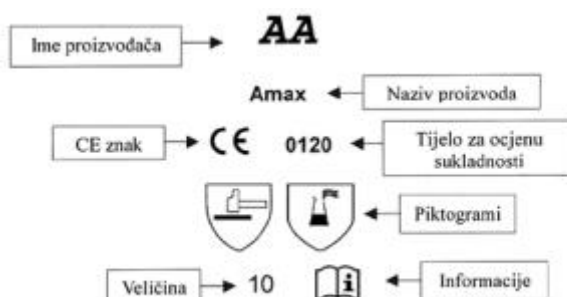 Ime proizvođača
AA
Amax
Naziv proizvoda
CE znak
CE
0120
Tijelo za ocjenu
sukladnosti
Piktogrami
Veličina
10
i
Informacije